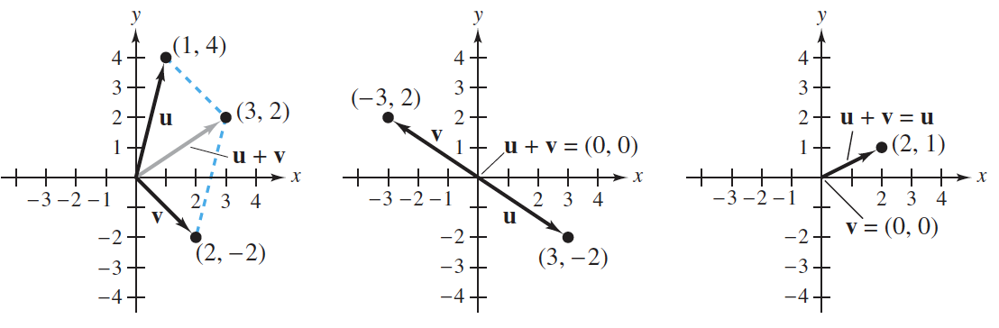 y
(1, 4)
4
3
(3, 2)
2
u
1
u + v
x
−3 −2 −1
2 3 4
v
−2
(2, −2)
−3
−4
y
4
(−3, 2)
3
2
v
1
u + v = (0, 0)
x
−3 −2 −1
2 3 4
u
−2
(3, −2)
−3
−4
y
4
3
2
u + v = u
1
(2, 1)
x
−3 −2 −1
2 3 4
v = (0, 0)
−2
−3
−4